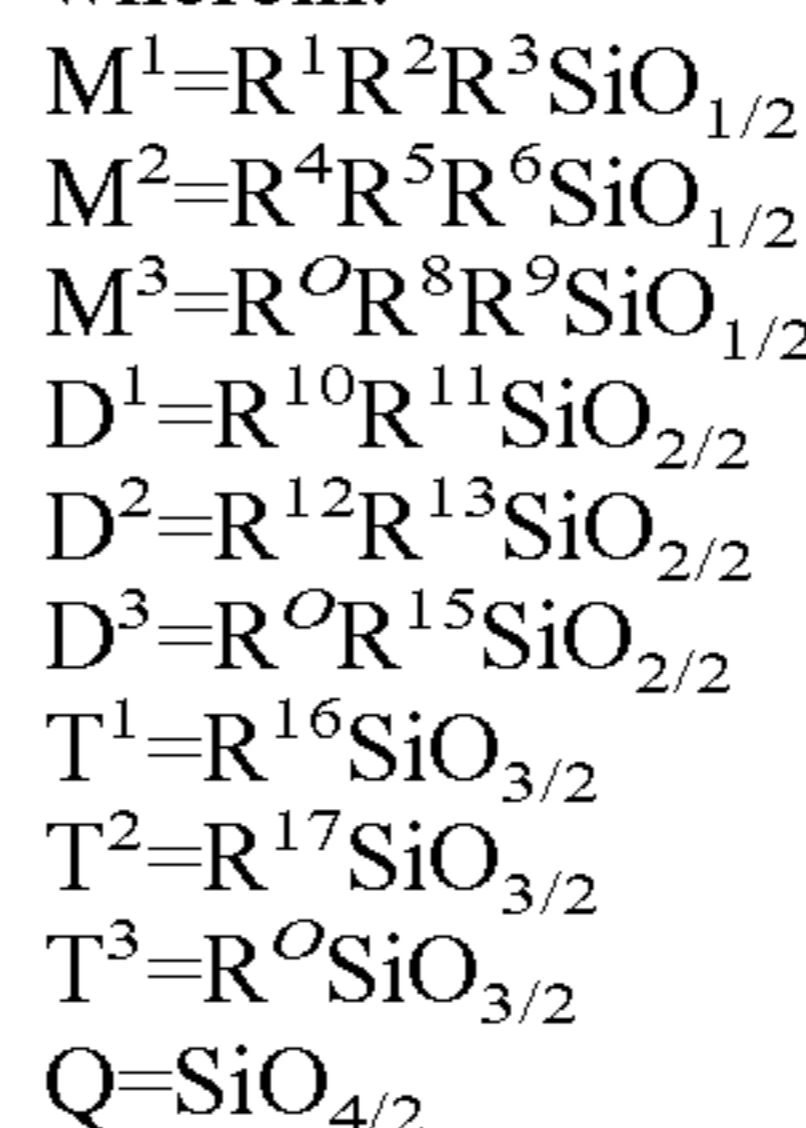 M¹=R¹R²R³SiO₁/₂
M²=R⁴R⁵R⁶SiO₁/₂
M³=RᴼR⁸R⁹SiO₁/₂
D¹=R¹⁰R¹¹SiO₂/₂
D²=R¹²R¹³SiO₂/₂
D³=RᴼR¹⁵SiO₂/₂
T¹=R¹⁶SiO₃/₂
T²=R¹⁷SiO₃/₂
T³=RᴼSiO₃/₂
Q=SiO₄/₂